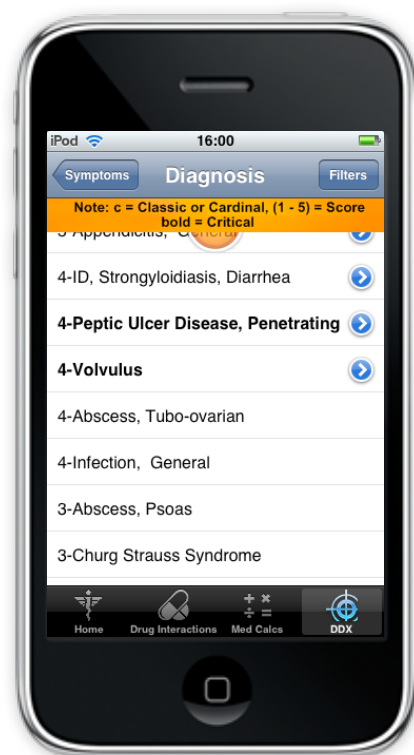 iPod 16:00
Symptoms Diagnosis Filters
Note: c = Classic or Cardinal, (1 - 5) = Score
bold = Critical
Appendicitis, General
4-ID, Strongyloidiasis, Diarrhea
4-Peptic Ulcer Disease, Penetrating
4-Volvulus
4-Abscess, Tubo-ovarian
4-Infection, General
3-Abscess, Psoas
3-Churg Strauss Syndrome
Home Drug Interactions Med Calcs DDX